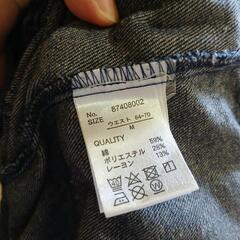 No. 87408002
SIZE ウエスト 64-70
M
QUALITY
綿 59%
ポリエステル 28%
レーヨン 13%